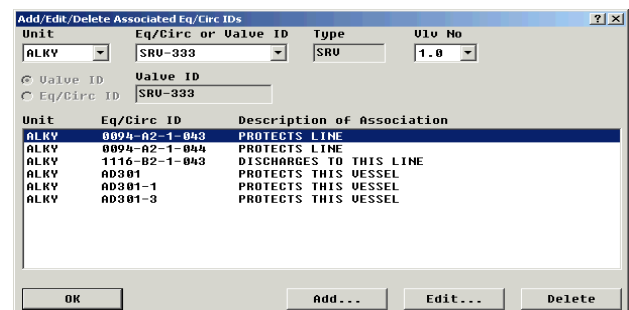 Add/Edit/Delete Associated Eq/Circ IDs
Unit Eq/Circ or Valve ID Type Vlv No
ALKY SRV-333 SRV 1.0
Valve ID Valve ID
Eq/Circ ID SRV-333
Unit Eq/Circ ID Description of Association
ALKY 0094-A2-1-043 PROTECTS LINE
ALKY 0094-A2-1-044 PROTECTS LINE
ALKY 1116-B2-1-043 DISCHARGES TO THIS LINE
ALKY AD301 PROTECTS THIS VESSEL
ALKY AD301-1 PROTECTS THIS VESSEL
ALKY AD301-3 PROTECTS THIS VESSEL
OK Add... Edit... Delete